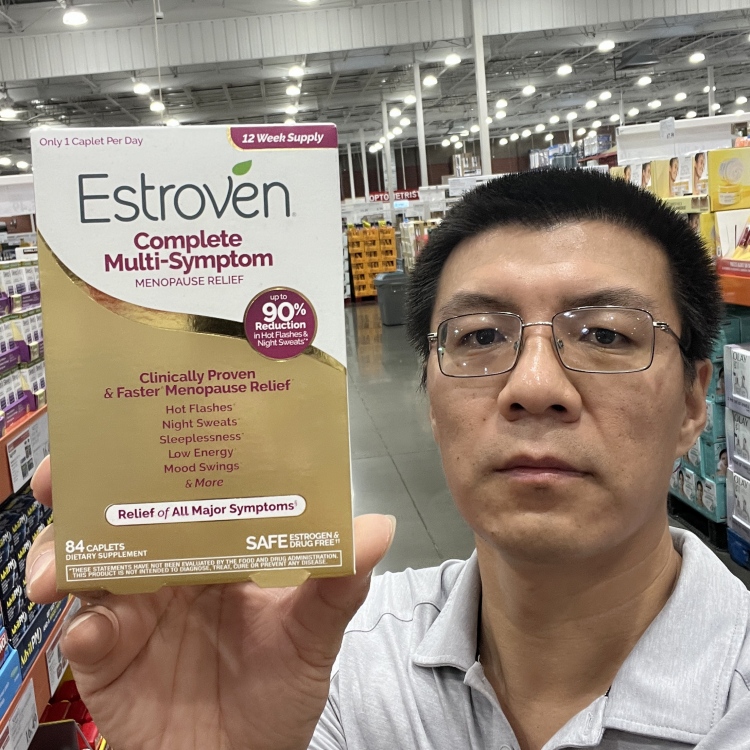 Only 1 Caplet Per Day
12 Week Supply
Estroven
Complete
Multi-Symptom
MENOPAUSE RELIEF
up to
90%
Reduction
in Hot Flashes &
Night Sweats**
Clinically Proven
& Faster* Menopause Relief
Hot Flashes*
Night Sweats*
Sleeplessness*
Low Energy*
Mood Swings
& More
Relief of All Major Symptoms§
84 CAPLETS
DIETARY SUPPLEMENT
SAFE ESTROGEN &
DRUG FREE††
*THESE STATEMENTS HAVE NOT BEEN EVALUATED BY THE FOOD AND DRUG ADMINISTRATION.
THIS PRODUCT IS NOT INTENDED TO DIAGNOSE, TREAT, CURE OR PREVENT ANY DISEASE.
OPTOMETRIST
OLAY